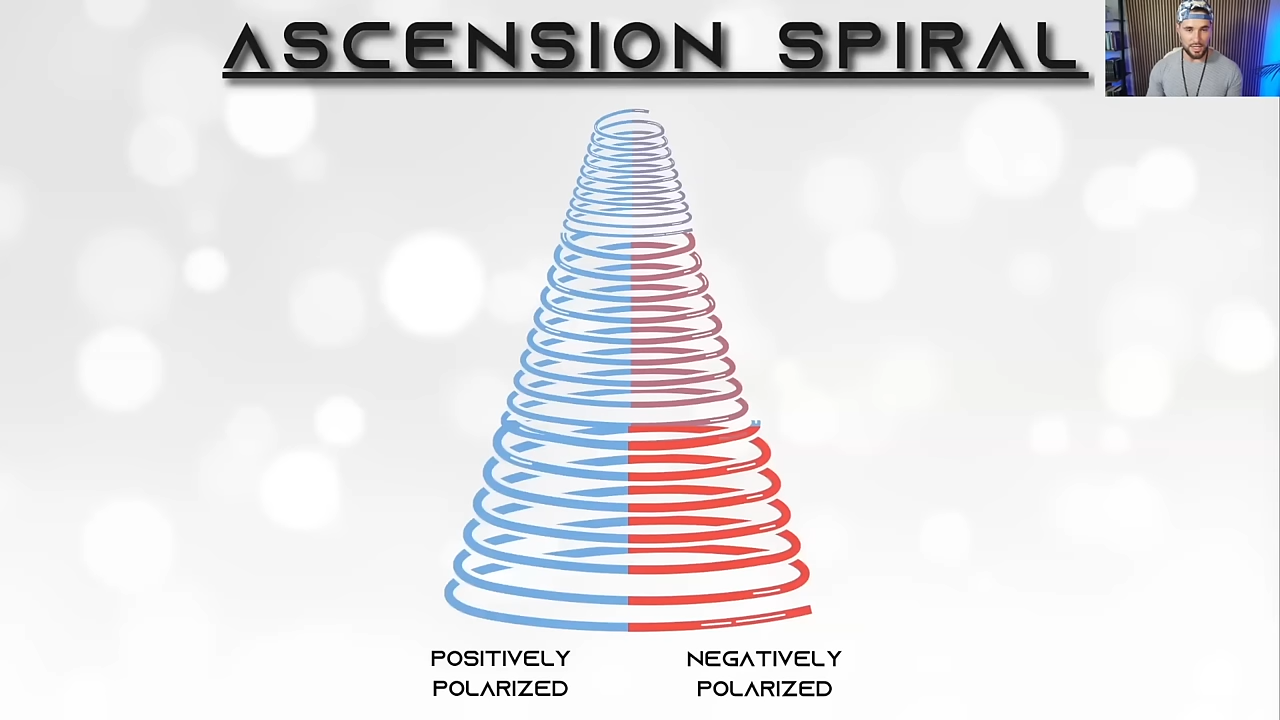 ASCENSION SPIRAL
POSITIVELY
POLARIZED
NEGATIVELY
POLARIZED